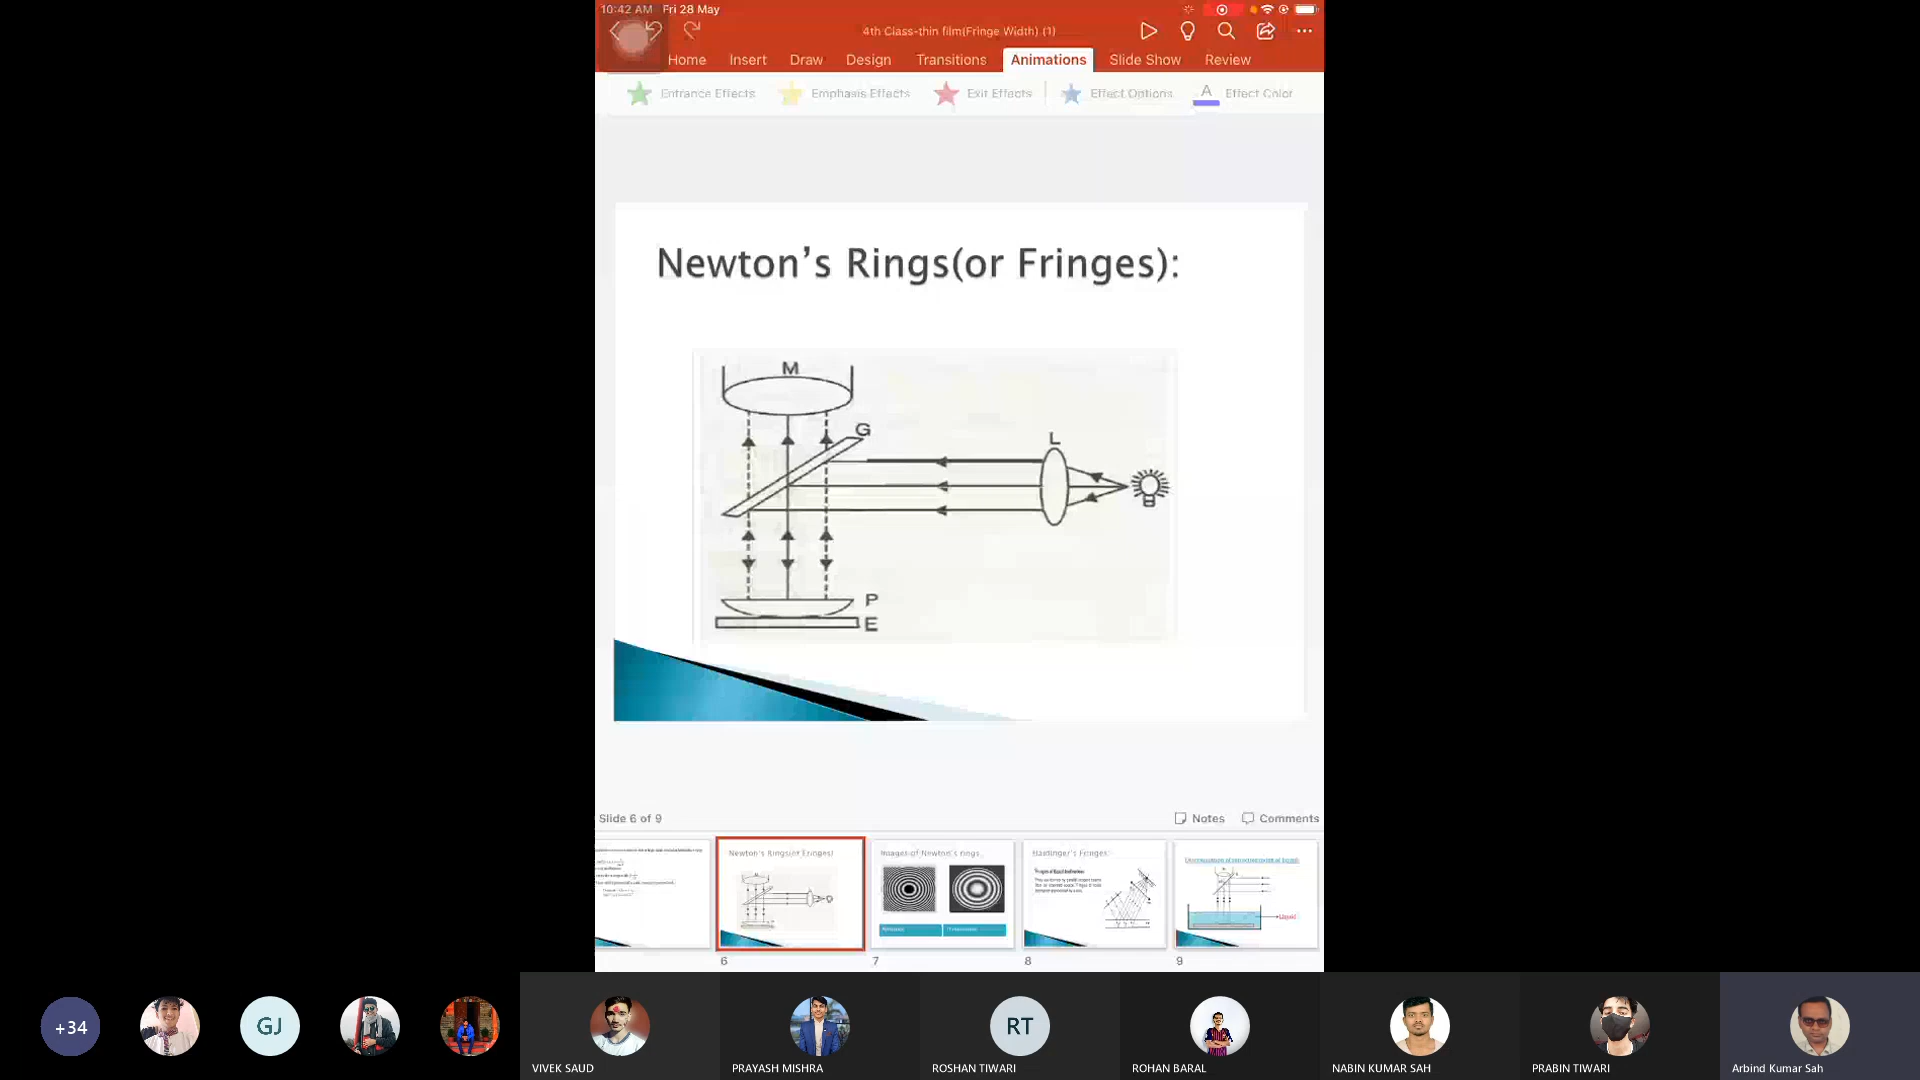 10:42 AM Fri 28 May
4th Class-thin film(Fringe Width) (1)
Home Insert Draw Design Transitions Animations Slide Show Review
Entrance Effects Emphasis Effects Exit Effects Effect Options A Effect Color
Newton's Rings(or Fringes):
M
G
L
P
E
Slide 6 of 9
Notes Comments
Newton's Rings(or Fringes)
Images of Newton's rings
Haidinger's Fringes:
Liquid
6 7 8 9
+34
GJ
RT
VIVEK SAUD
PRAYASH MISHRA
ROSHAN TIWARI
ROHAN BARAL
NABIN KUMAR SAH
PRABIN TIWARI
Arbind Kumar Sah